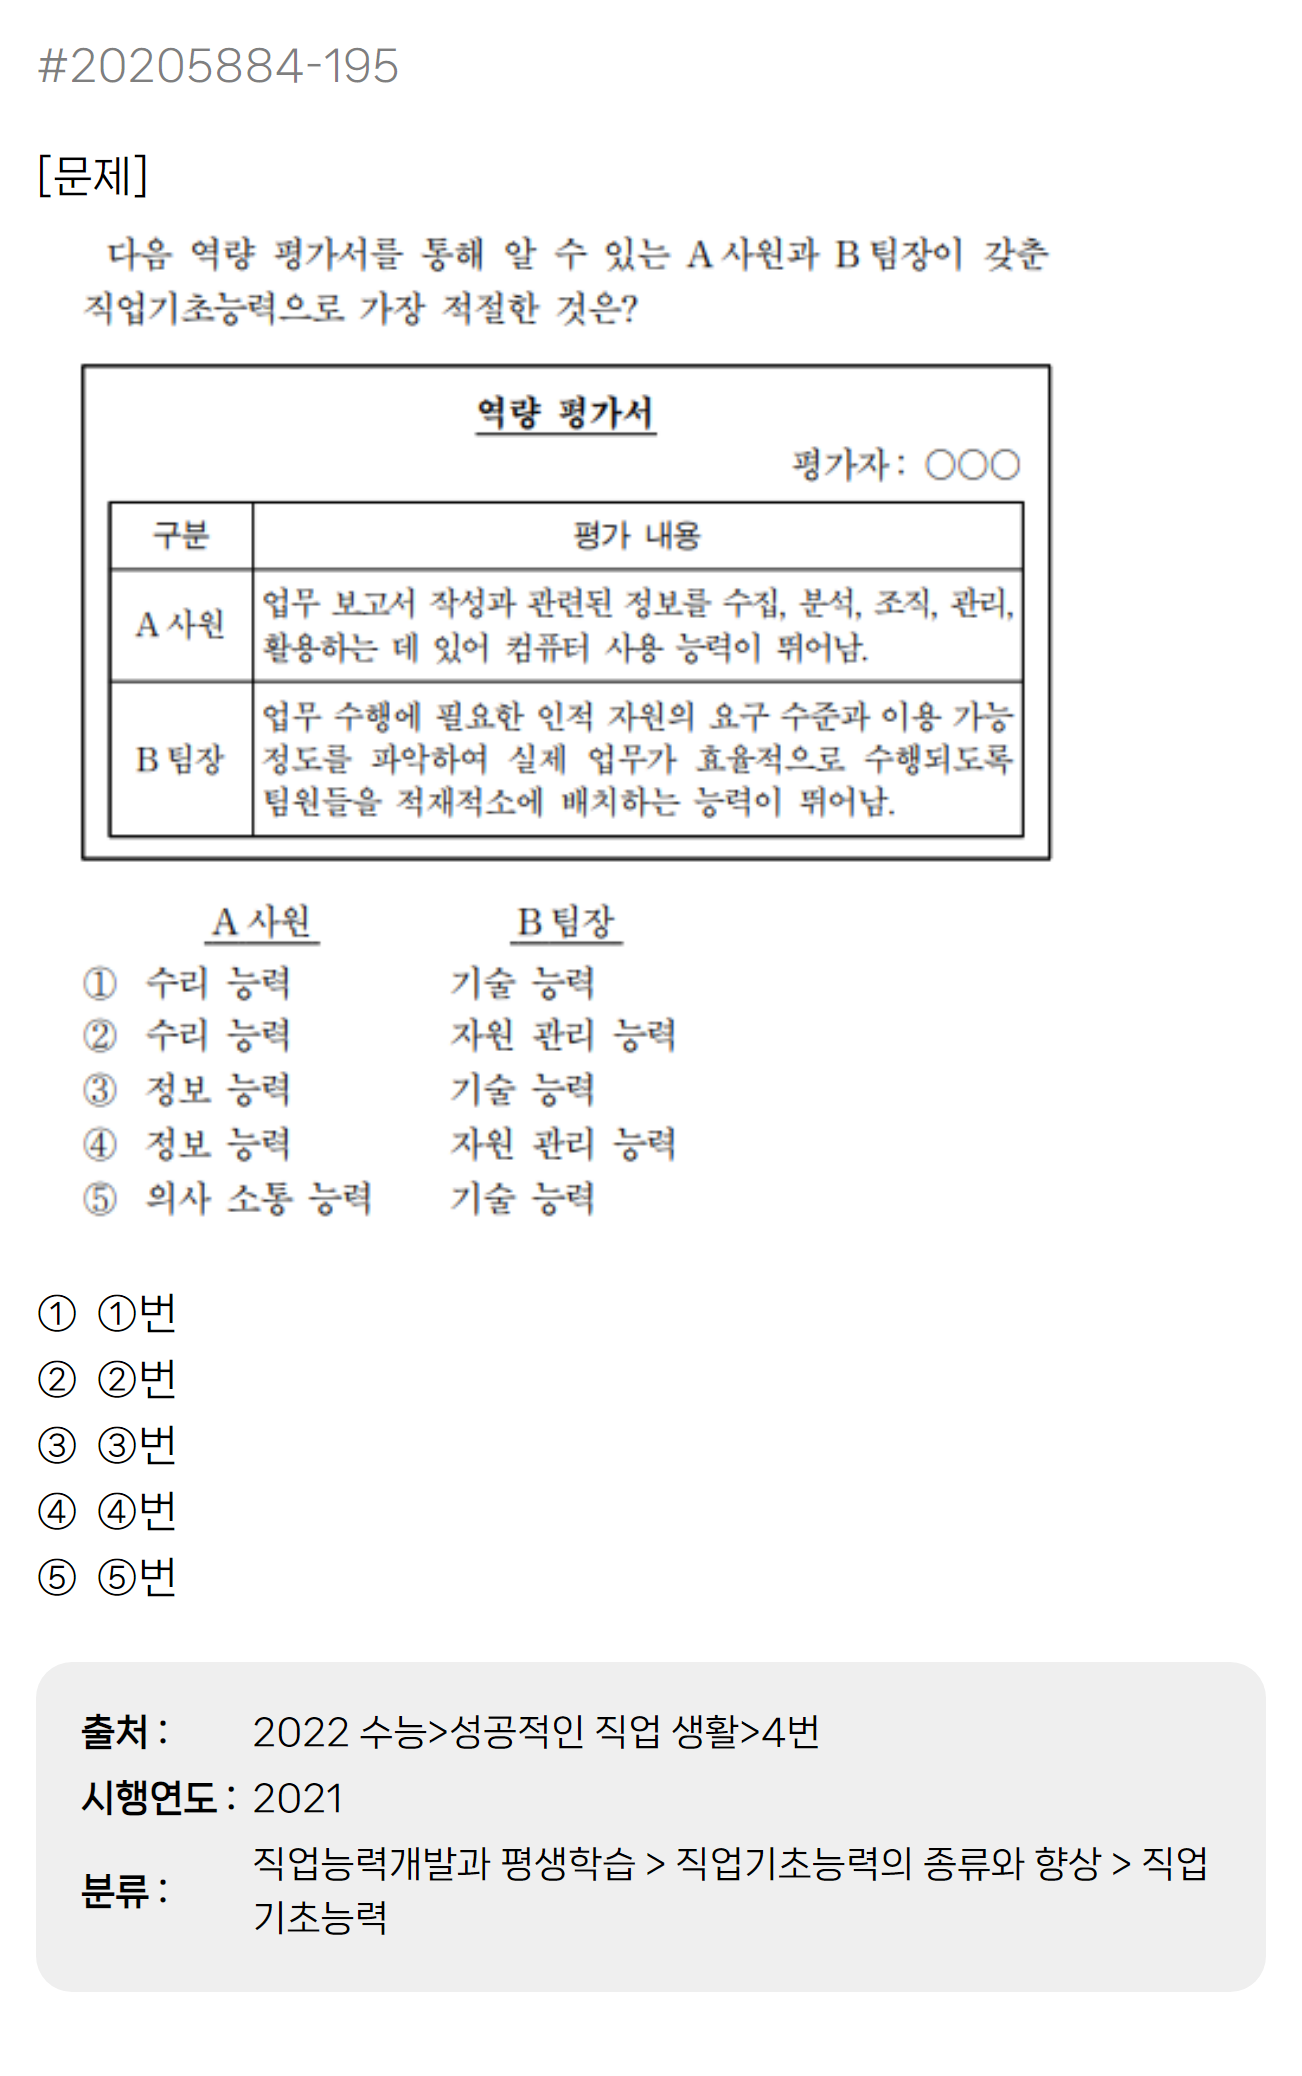 #20205884-195
[문제]
다음 역량 평가서를 통해 알 수 있는 A 사원과 B 팀장이 갖춘
직업기초능력으로 가장 적절한 것은?
역량 평가서
평가자 : ○○○
구분 평가 내용
A 사원 업무 보고서 작성과 관련된 정보를 수집, 분석, 조직, 관리,
활용하는 데 있어 컴퓨터 사용 능력이 뛰어남.
B 팀장 업무 수행에 필요한 인적 자원의 요구 수준과 이용 가능
정도를 파악하여 실제 업무가 효율적으로 수행되도록
팀원들을 적재적소에 배치하는 능력이 뛰어남.
A 사원 B 팀장
① 수리 능력 기술 능력
② 수리 능력 자원 관리 능력
③ 정보 능력 기술 능력
④ 정보 능력 자원 관리 능력
⑤ 의사 소통 능력 기술 능력
① ①번
② ②번
③ ③번
④ ④번
⑤ ⑤번
출처 : 2022 수능>성공적인 직업 생활>4번
시행연도 : 2021
분류 : 직업능력개발과 평생학습 > 직업기초능력의 종류와 향상 > 직업
기초능력